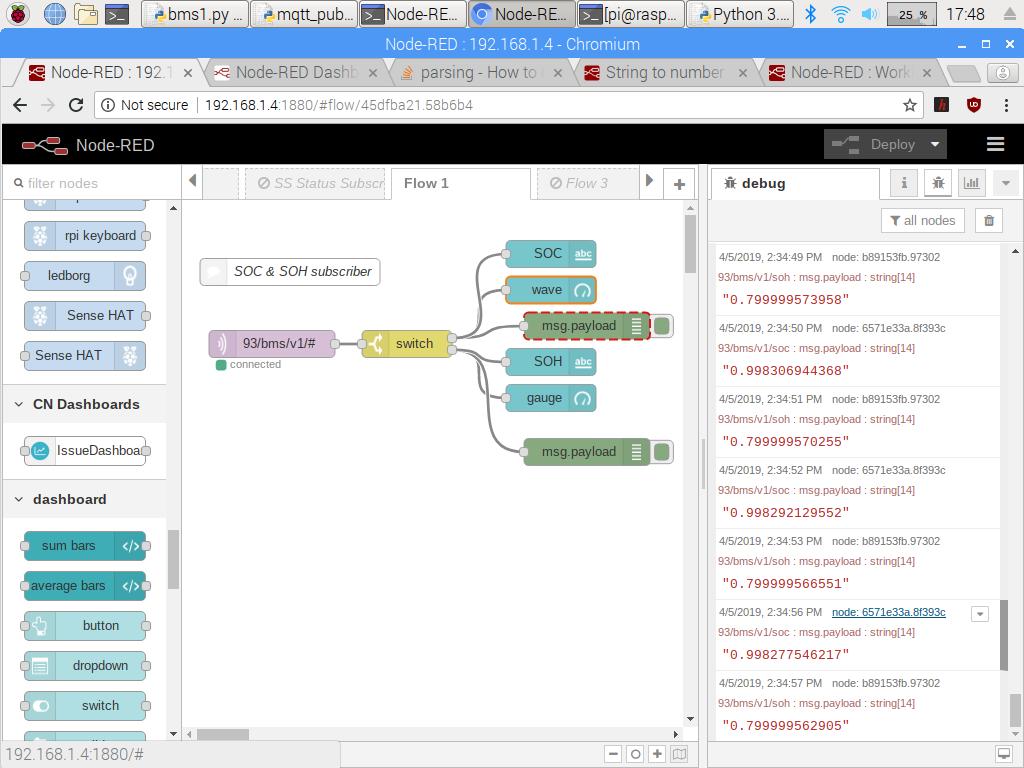 bms1.py ...
mqtt_pub...
Node-RE...
Node-RE...
[pi@rasp...
Python 3....
25 %
17:48
Node-RED : 192.168.1.4 - Chromium
Node-RED : 192.1
Node-RED Dashb
parsing - How to
String to number
Node-RED : Worki
Not secure
192.168.1.4:1880/#flow/45dfba21.58b6b4
Node-RED
Deploy
filter nodes
SS Status Subscr
Flow 1
Flow 3
debug
all nodes
rpi keyboard
ledborg
Sense HAT
Sense HAT
CN Dashboards
IssueDashboa
dashboard
sum bars
average bars
button
dropdown
switch
192.168.1.4:1880/#
SOC & SOH subscriber
93/bms/v1/#
connected
switch
SOC
abc
wave
msg.payload
SOH
abc
gauge
msg.payload
4/5/2019, 2:34:49 PM node: b89153fb.97302
93/bms/v1/soh : msg.payload : string[14]
"0.799999573958"
4/5/2019, 2:34:50 PM node: 6571e33a.8f393c
93/bms/v1/soc : msg.payload : string[14]
"0.998306944368"
4/5/2019, 2:34:51 PM node: b89153fb.97302
93/bms/v1/soh : msg.payload : string[14]
"0.799999570255"
4/5/2019, 2:34:52 PM node: 6571e33a.8f393c
93/bms/v1/soc : msg.payload : string[14]
"0.998292129552"
4/5/2019, 2:34:53 PM node: b89153fb.97302
93/bms/v1/soh : msg.payload : string[14]
"0.799999566551"
4/5/2019, 2:34:56 PM node: 6571e33a.8f393c
93/bms/v1/soc : msg.payload : string[14]
"0.998277546217"
4/5/2019, 2:34:57 PM node: b89153fb.97302
93/bms/v1/soh : msg.payload : string[14]
"0.799999562905"